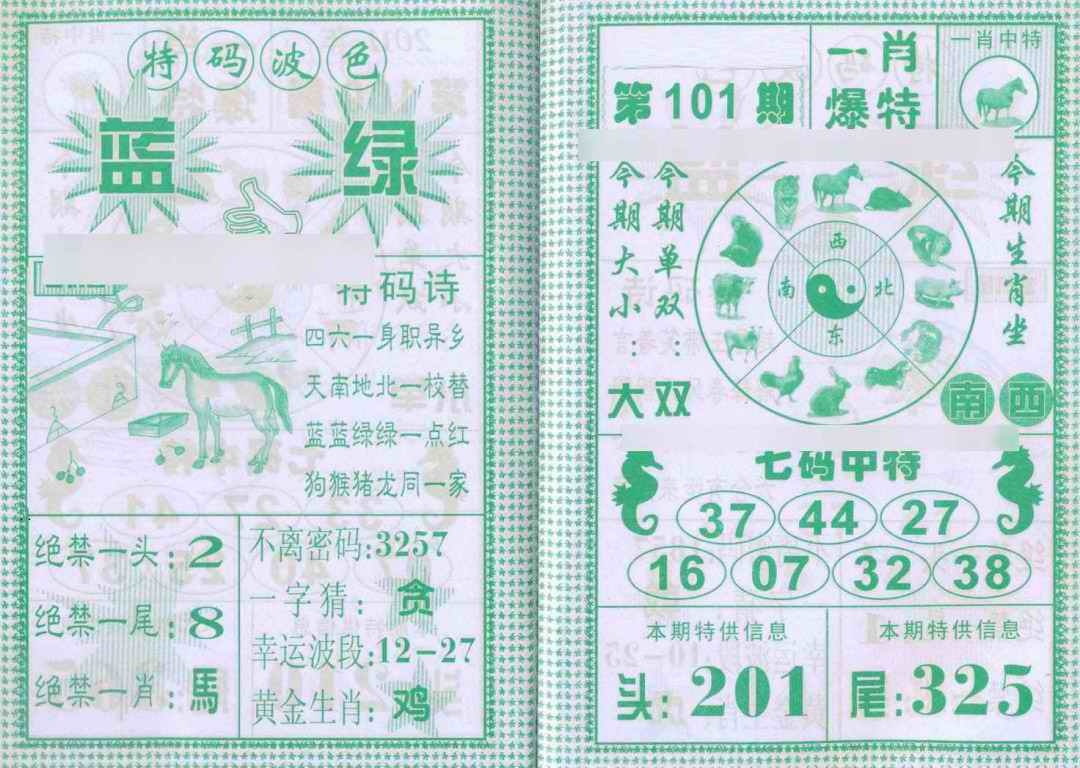 特码波色
蓝 绿
特码诗
四六一身职异乡
天南地北一校替
蓝蓝绿绿一点红
狗猴猪龙同一家
绝禁一头:2
绝禁一尾:8
绝禁一肖:馬
不离密码:3257
一字猜:贪
幸运波段:12-27
黄金生肖:鸡
第101期
一肖
爆特
一肖中特
今期大小:大
今期单双:双
西
南 北
东
今期生肖坐
南西
七码中特
37 44 27
16 07 32 38
本期特供信息
头:201
本期特供信息
尾:325